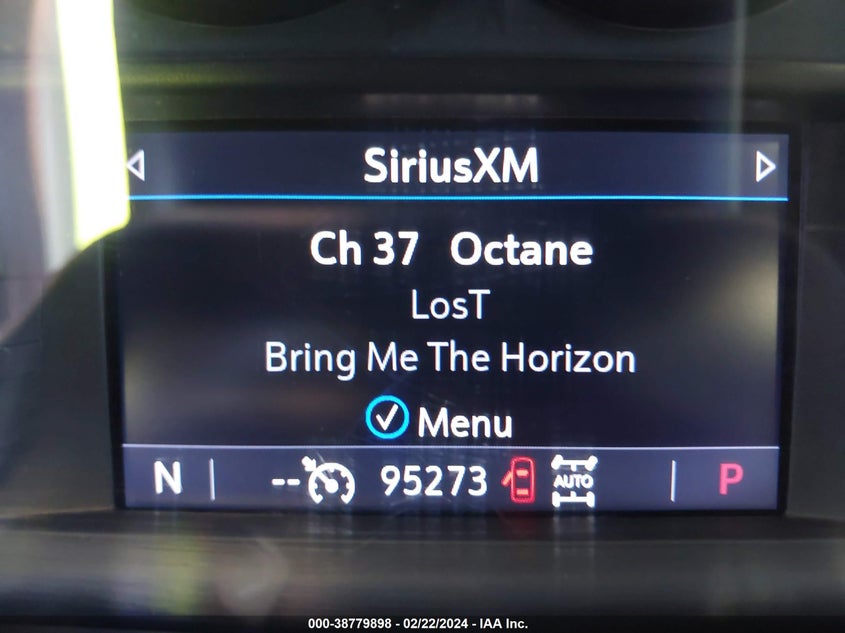 SiriusXM
Ch 37 Octane
LosT
Bring Me The Horizon
Menu
N -- 95273 AUTO P
000-38779898 - 02/22/2024 - IAA Inc.